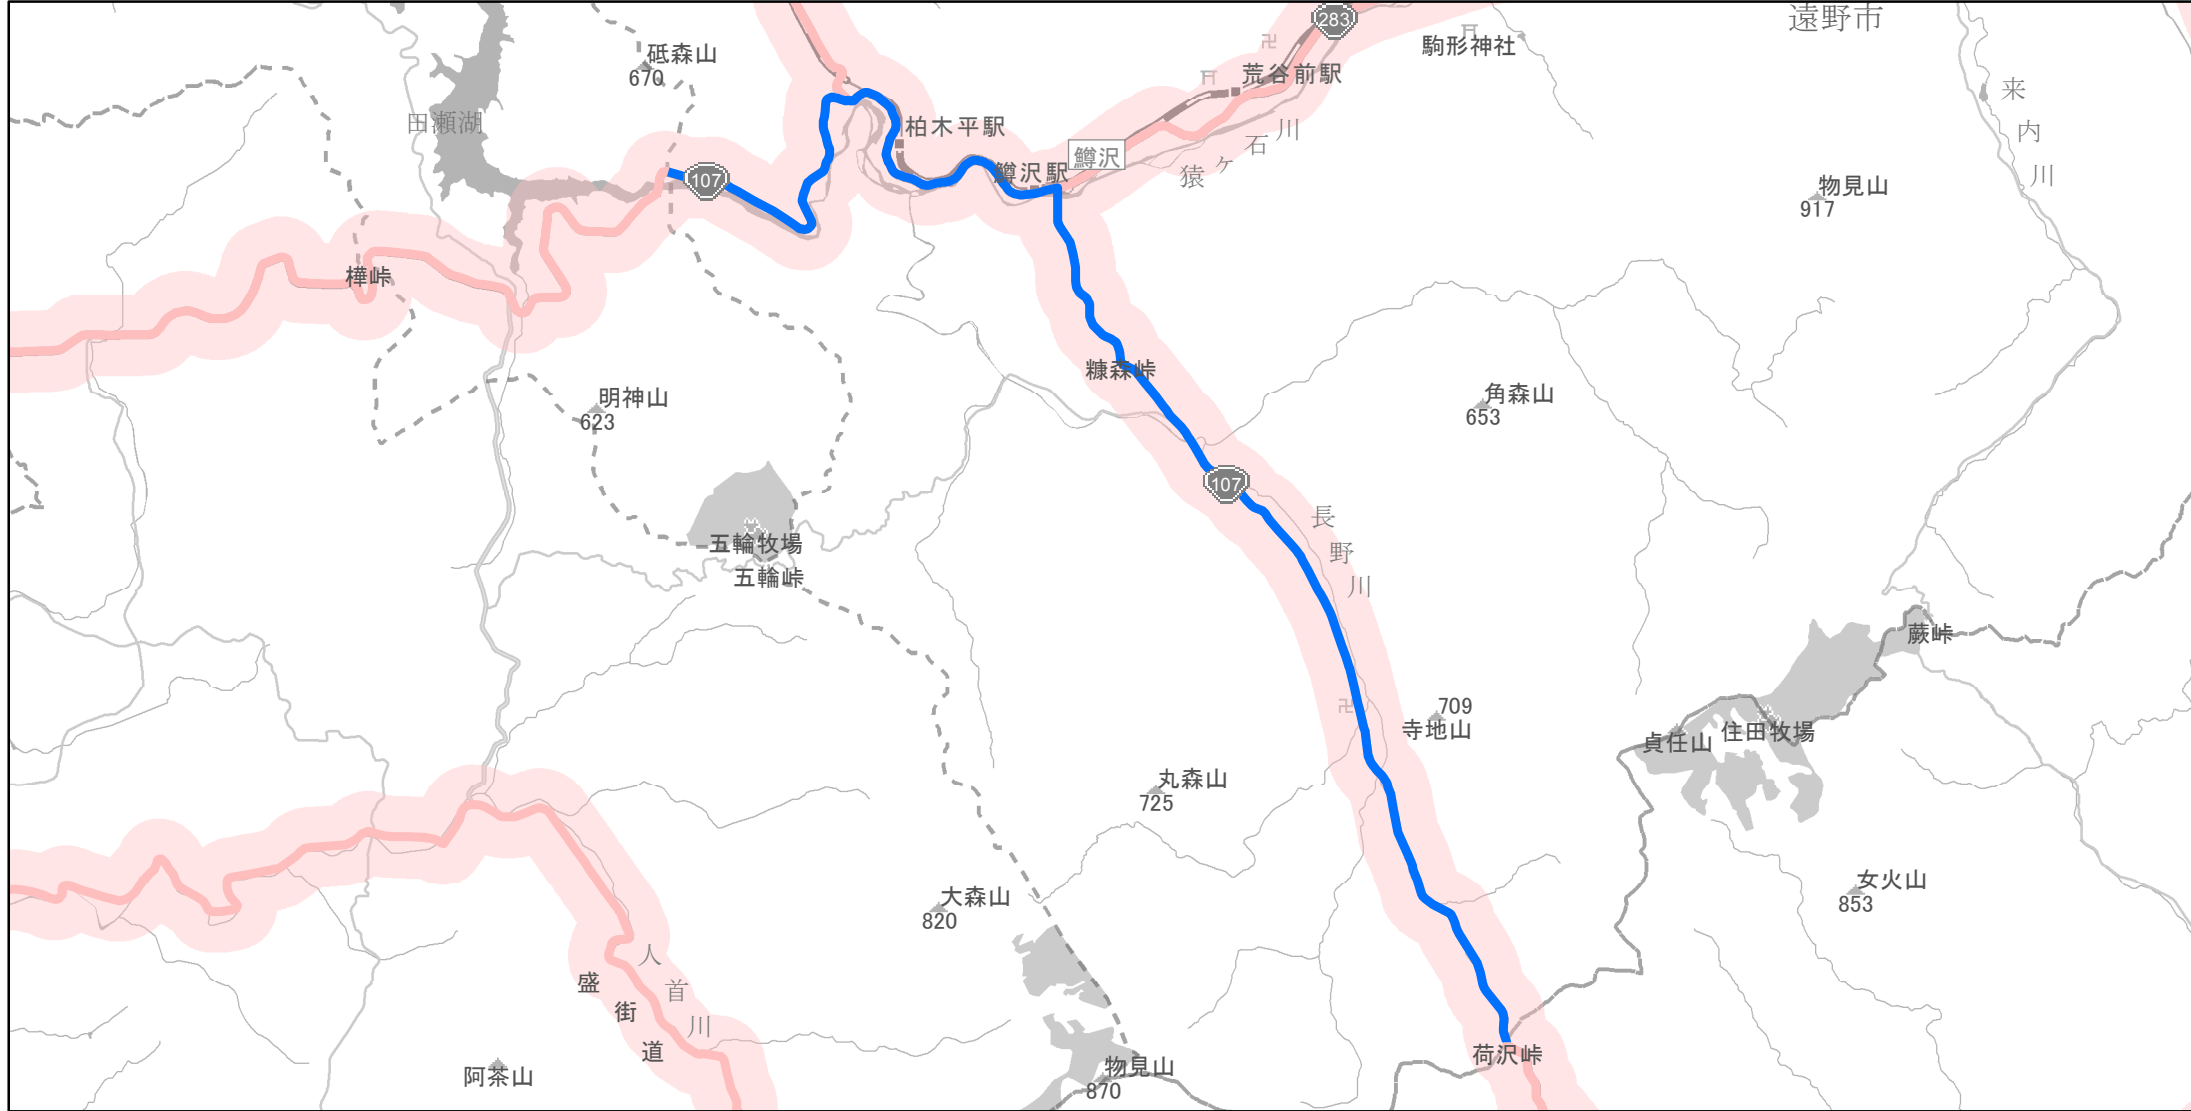 283
遠野市
砥森山
670
駒形神社
荒谷前駅
来内川
田瀬湖
柏木平駅
鱒沢
鱒沢駅
猿ケ石川
107
物見山
917
樺峠
糠森峠
明神山
623
角森山
653
107
長野川
五輪牧場
五輪峠
蕨峠
709
寺地山
貞任山
住田牧場
丸森山
725
女火山
853
大森山
820
人首川
盛街道
荷沢峠
阿茶山
物見山
870